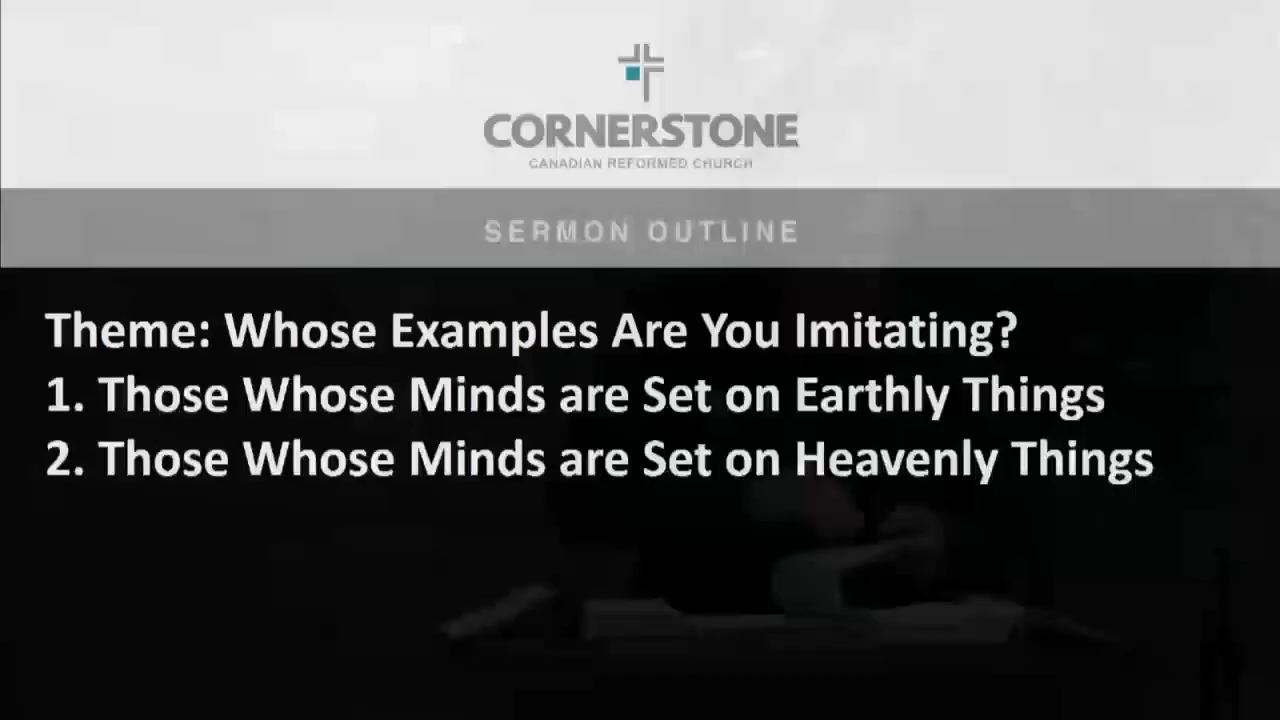 CORNERSTONE
CANADIAN REFORMED CHURCH
SERMON OUTLINE
Theme: Whose Examples Are You Imitating?
1. Those Whose Minds are Set on Earthly Things
2. Those Whose Minds are Set on Heavenly Things